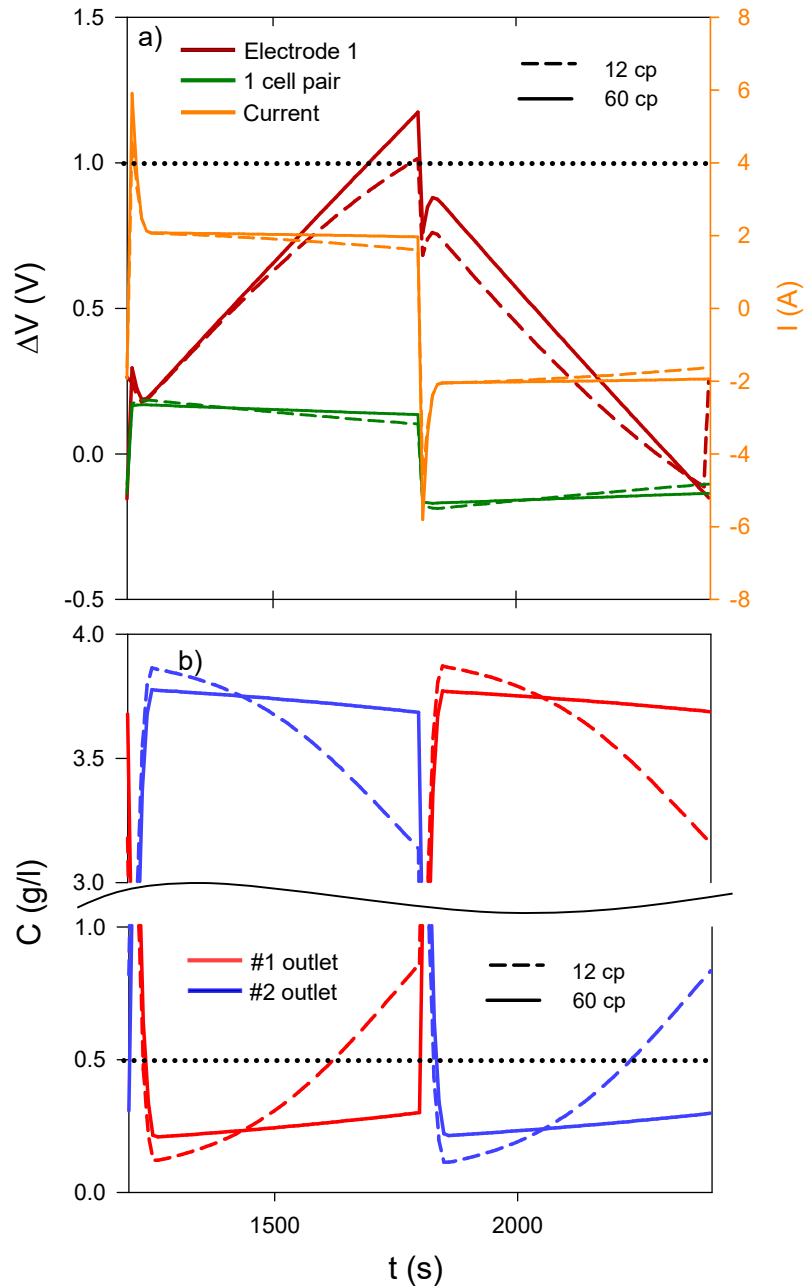 a)
Electrode 1
1 cell pair
Current
12 cp
60 cp
1.5
1.0
0.5
0.0
-0.5
ΔV (V)
8
6
4
2
0
-2
-4
-6
-8
I (A)
b)
4.0
3.5
3.0
1.0
0.5
0.0
C (g/l)
#1 outlet
#2 outlet
12 cp
60 cp
1500
2000
t (s)